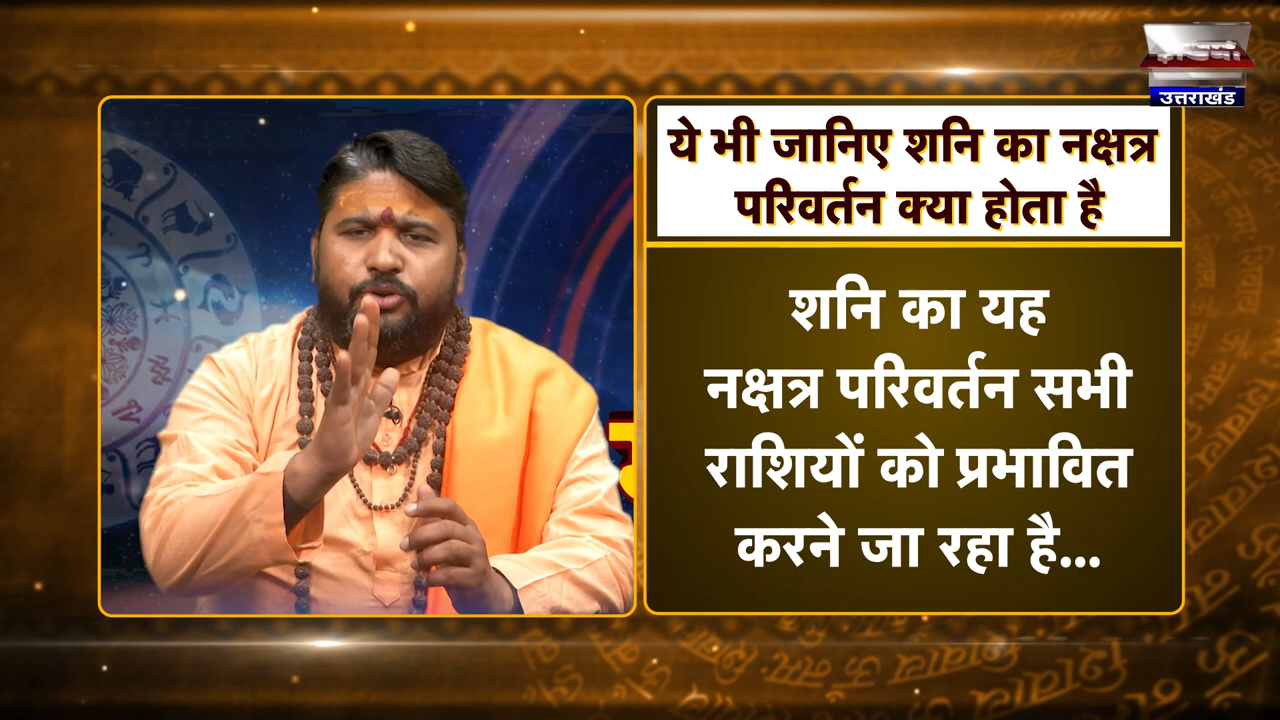 उत्तराखंड
ये भी जानिए शनि का नक्षत्र
परिवर्तन क्या होता है
शनि का यह
नक्षत्र परिवर्तन सभी
राशियों को प्रभावित
करने जा रहा है...